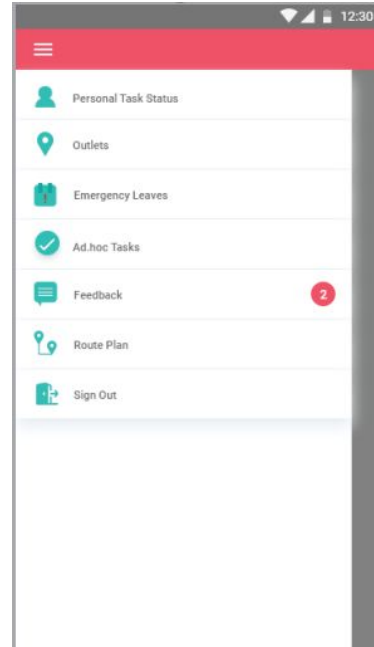 12:30
Personal Task Status
Outlets
Emergency Leaves
Ad.hoc Tasks
Feedback
2
Route Plan
Sign Out